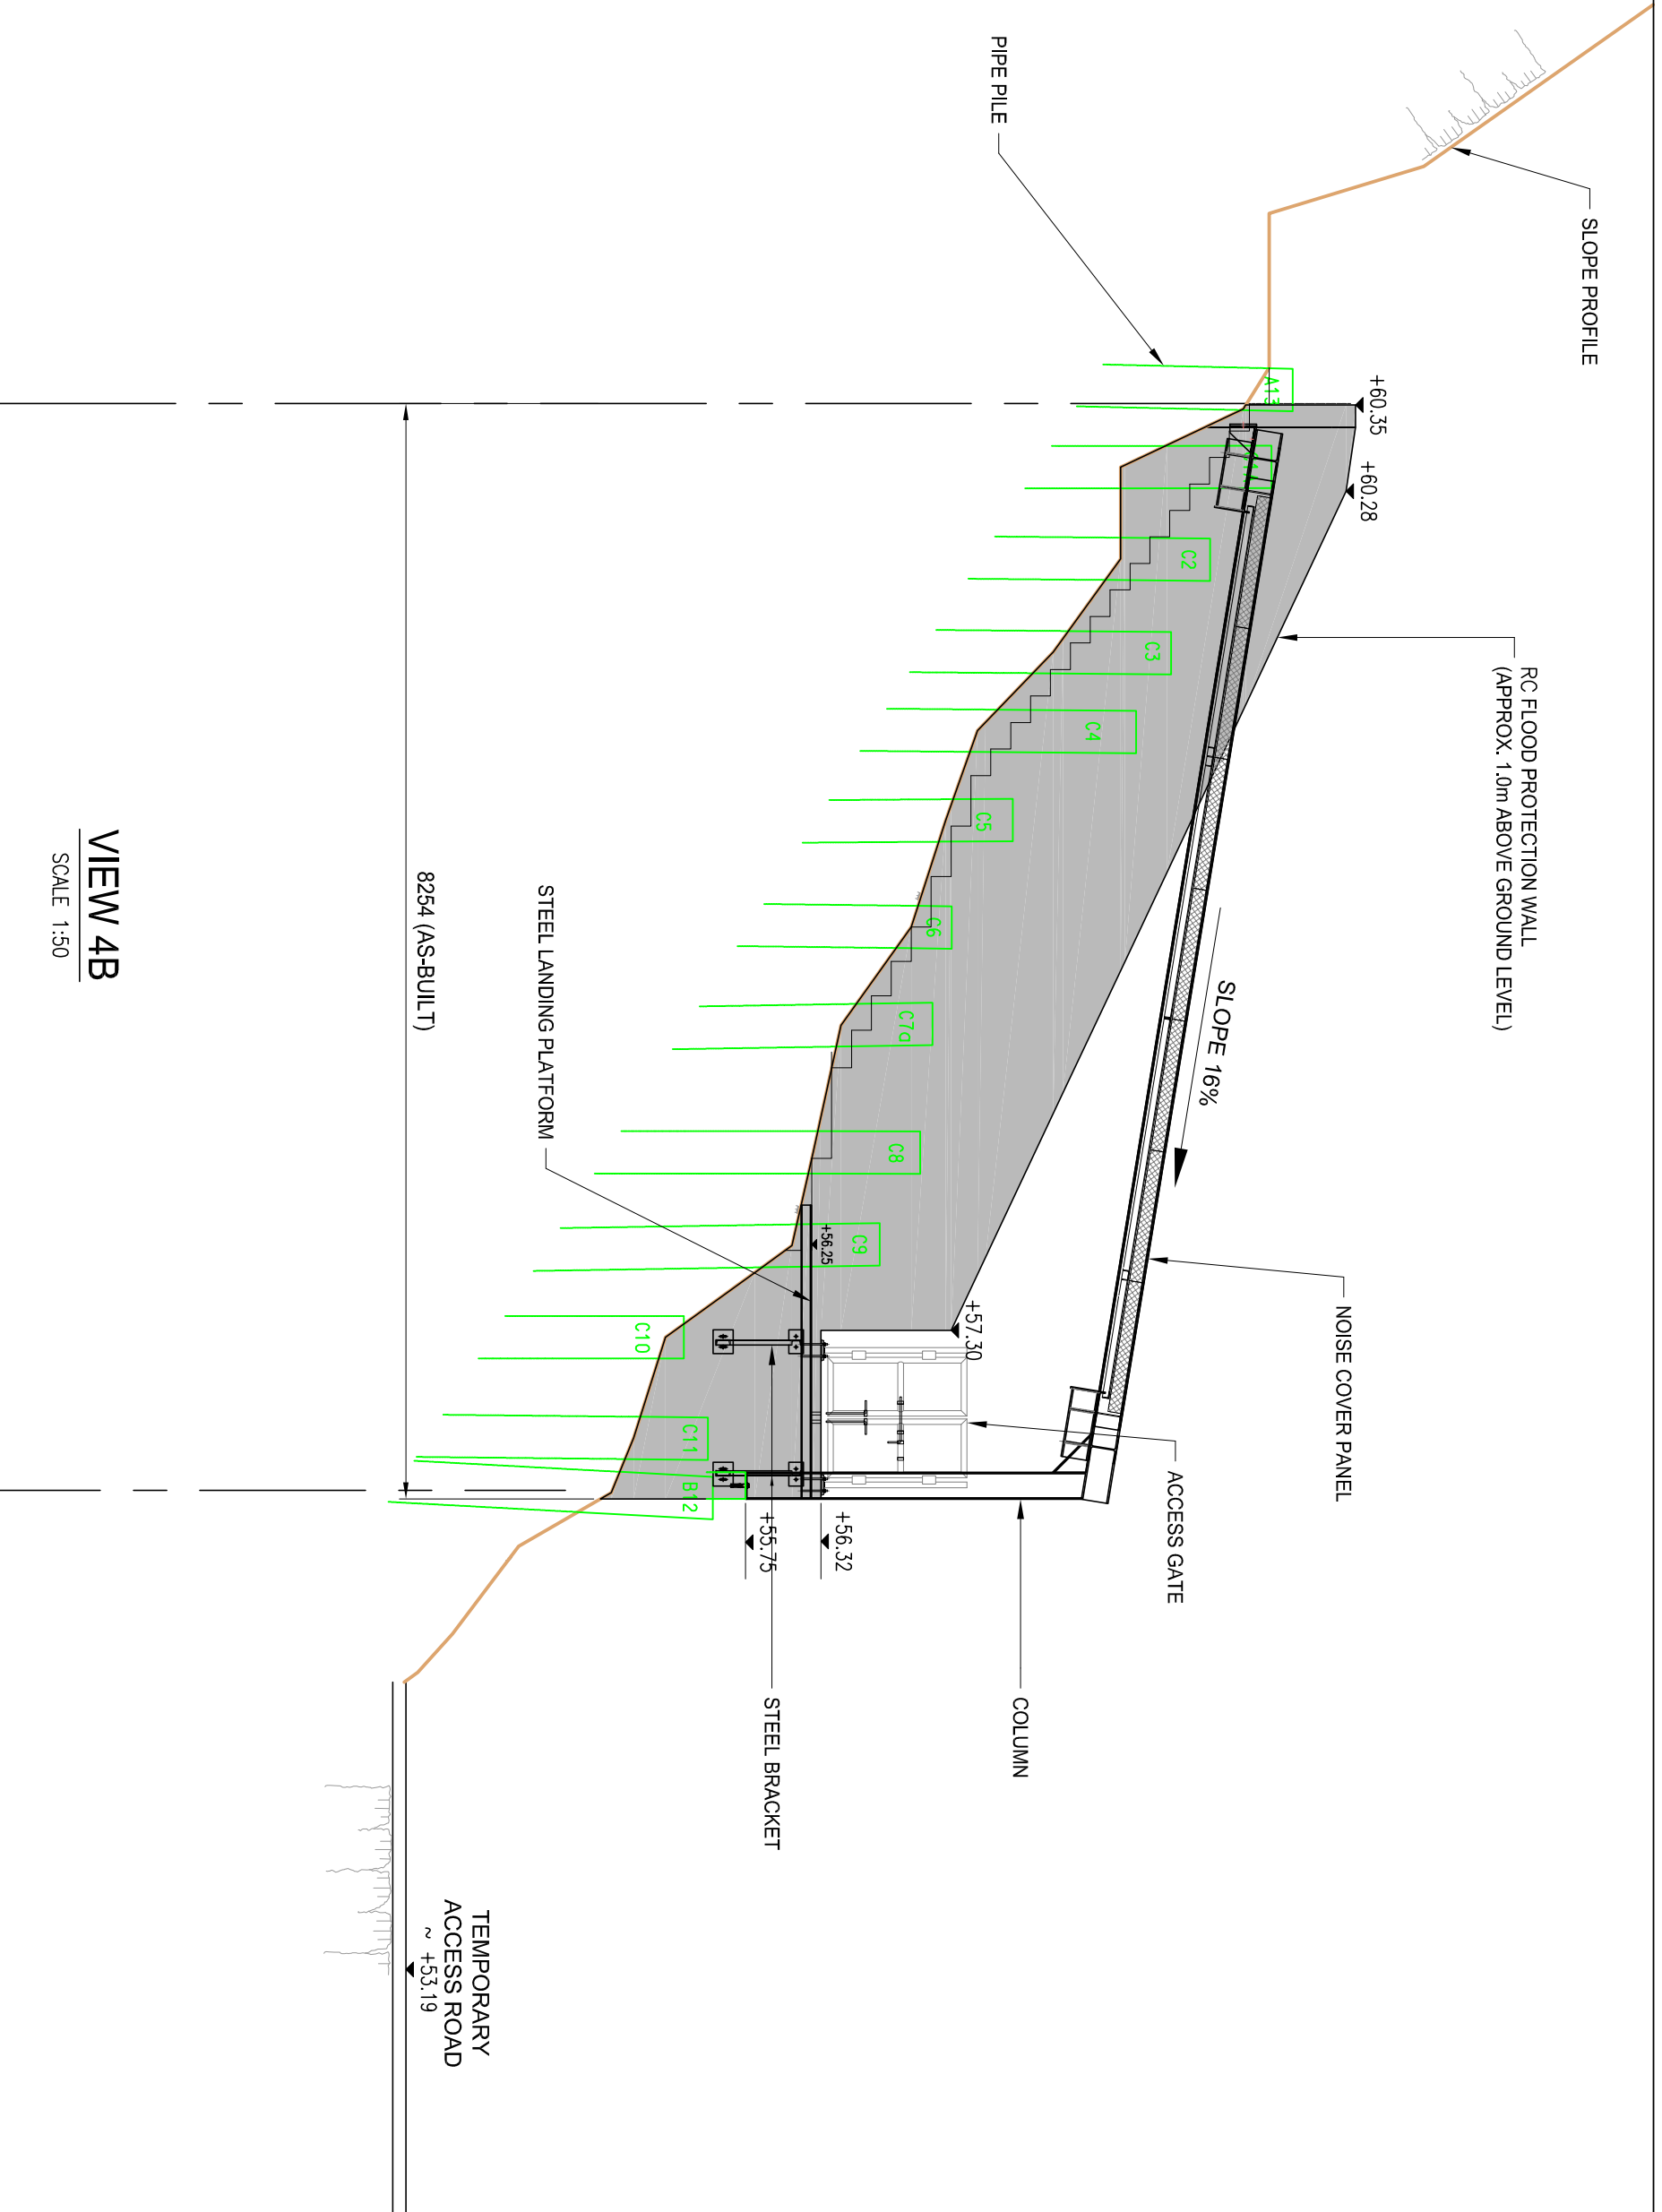 SLOPE PROFILE
+60.35
+60.28
RC FLOOD PROTECTION WALL
(APPROX. 1.0m ABOVE GROUND LEVEL)
PIPE PILE
SLOPE 16%
NOISE COVER PANEL
ACCESS GATE
COLUMN
A13
C2
C3
C4
C5
C6
C7a
C8
C9
C10
C11
B12
+57.30
+56.25
+56.32
+55.75
STEEL BRACKET
STEEL LANDING PLATFORM
8254 (AS-BUILT)
TEMPORARY
ACCESS ROAD
~ +53.19
VIEW 4B
SCALE 1:50